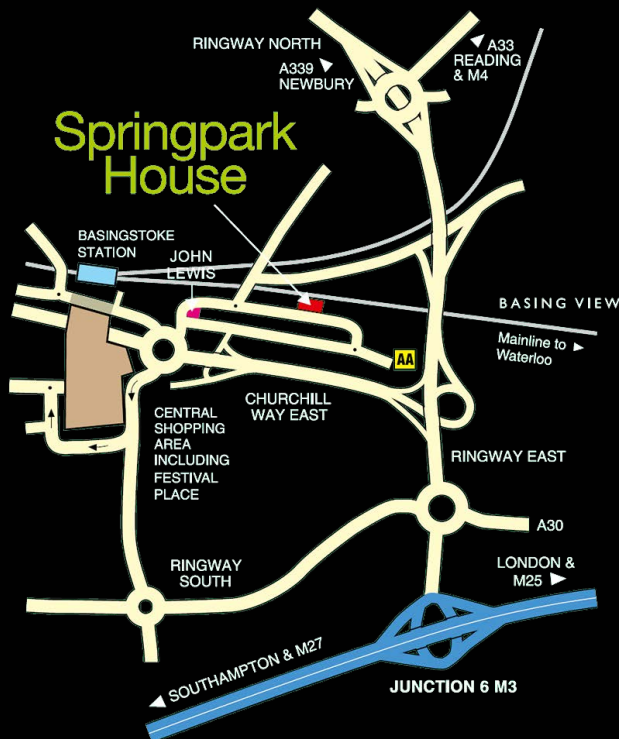 RINGWAY NORTH
A339
NEWBURY
A33
READING
& M4
Springpark
House
BASINGSTOKE
STATION
JOHN
LEWIS
BASING VIEW
Mainline to
Waterloo
AA
CHURCHILL
WAY EAST
CENTRAL
SHOPPING
AREA
INCLUDING
FESTIVAL
PLACE
RINGWAY EAST
A30
RINGWAY
SOUTH
LONDON &
M25
SOUTHAMPTON & M27
JUNCTION 6 M3